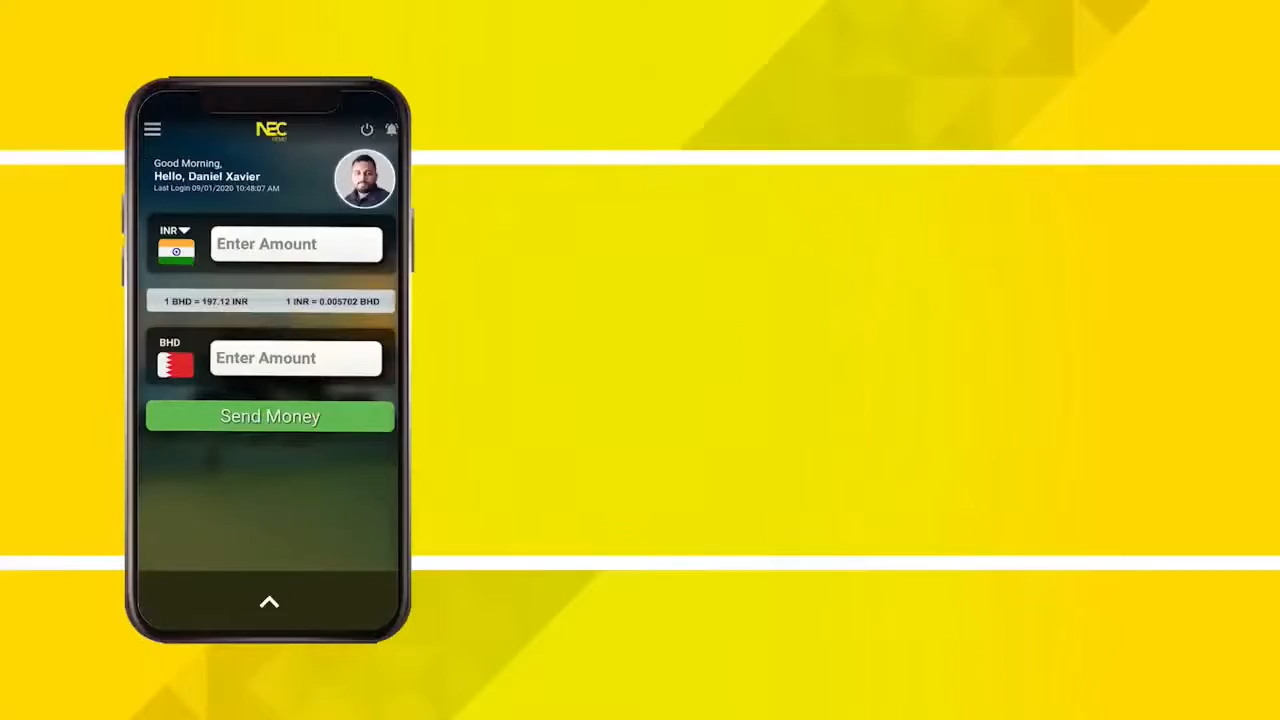 NEC
DEMO
Good Morning,
Hello, Daniel Xavier
Last Login 09/01/2020 10:48:07 AM
INR
Enter Amount
1 BHD = 197.12 INR 1 INR = 0.005702 BHD
BHD
Enter Amount
Send Money